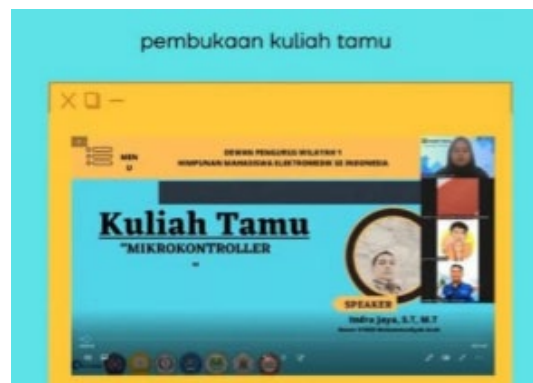 pembukaan kuliah tamu
MEN
U
DEWAN PENGURUS WILAYAH 1
HIMPUNAN MAHASISWA ELEKTROMEDIK SE INDONESIA
Kuliah Tamu
"MIKROKONTROLLER
"
SPEAKER
Indra Jaya, S.T, M.T